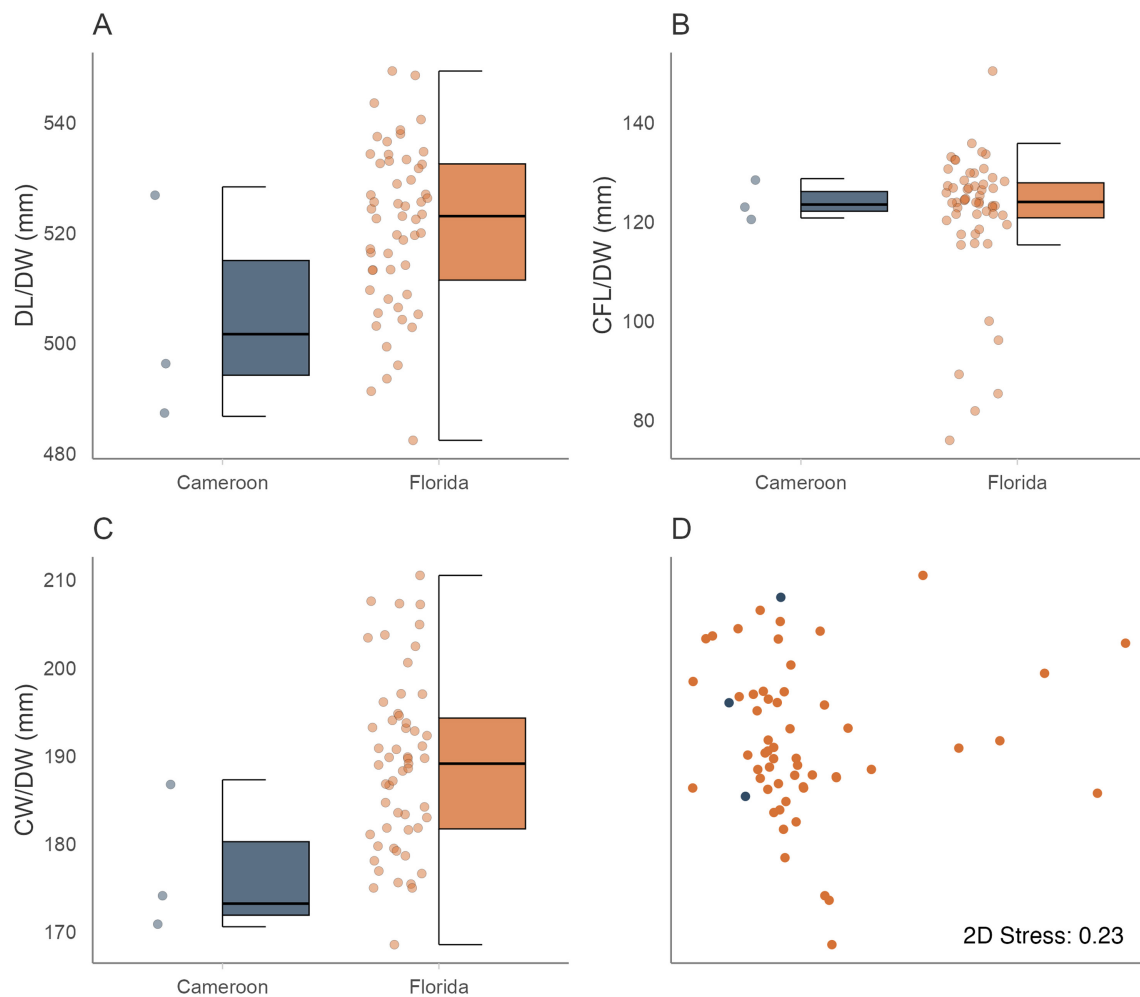 A
DL/DW (mm)
540
520
500
480
Cameroon
Florida
B
CFL/DW (mm)
140
120
100
80
Cameroon
Florida
C
CW/DW (mm)
210
200
190
180
170
Cameroon
Florida
D
2D Stress: 0.23